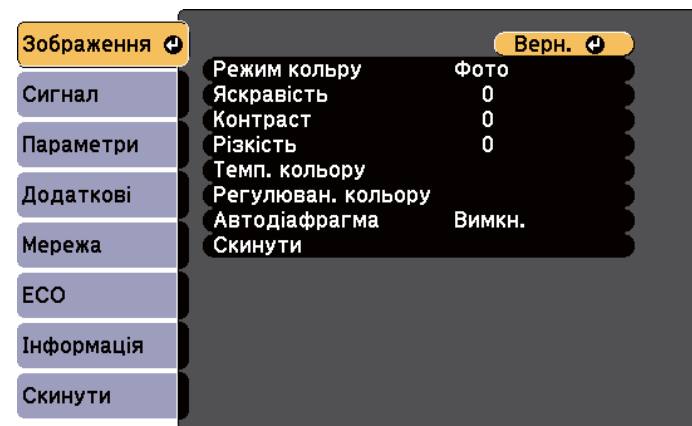 Зображення
Сигнал
Параметри
Додаткові
Мережа
ECO
Інформація
Скинути
Верн.
Режим кольру Фото
Яскравість 0
Контраст 0
Різкість 0
Темп. кольору
Регулюван. кольору
Автодіафрагма Вимкн.
Скинути